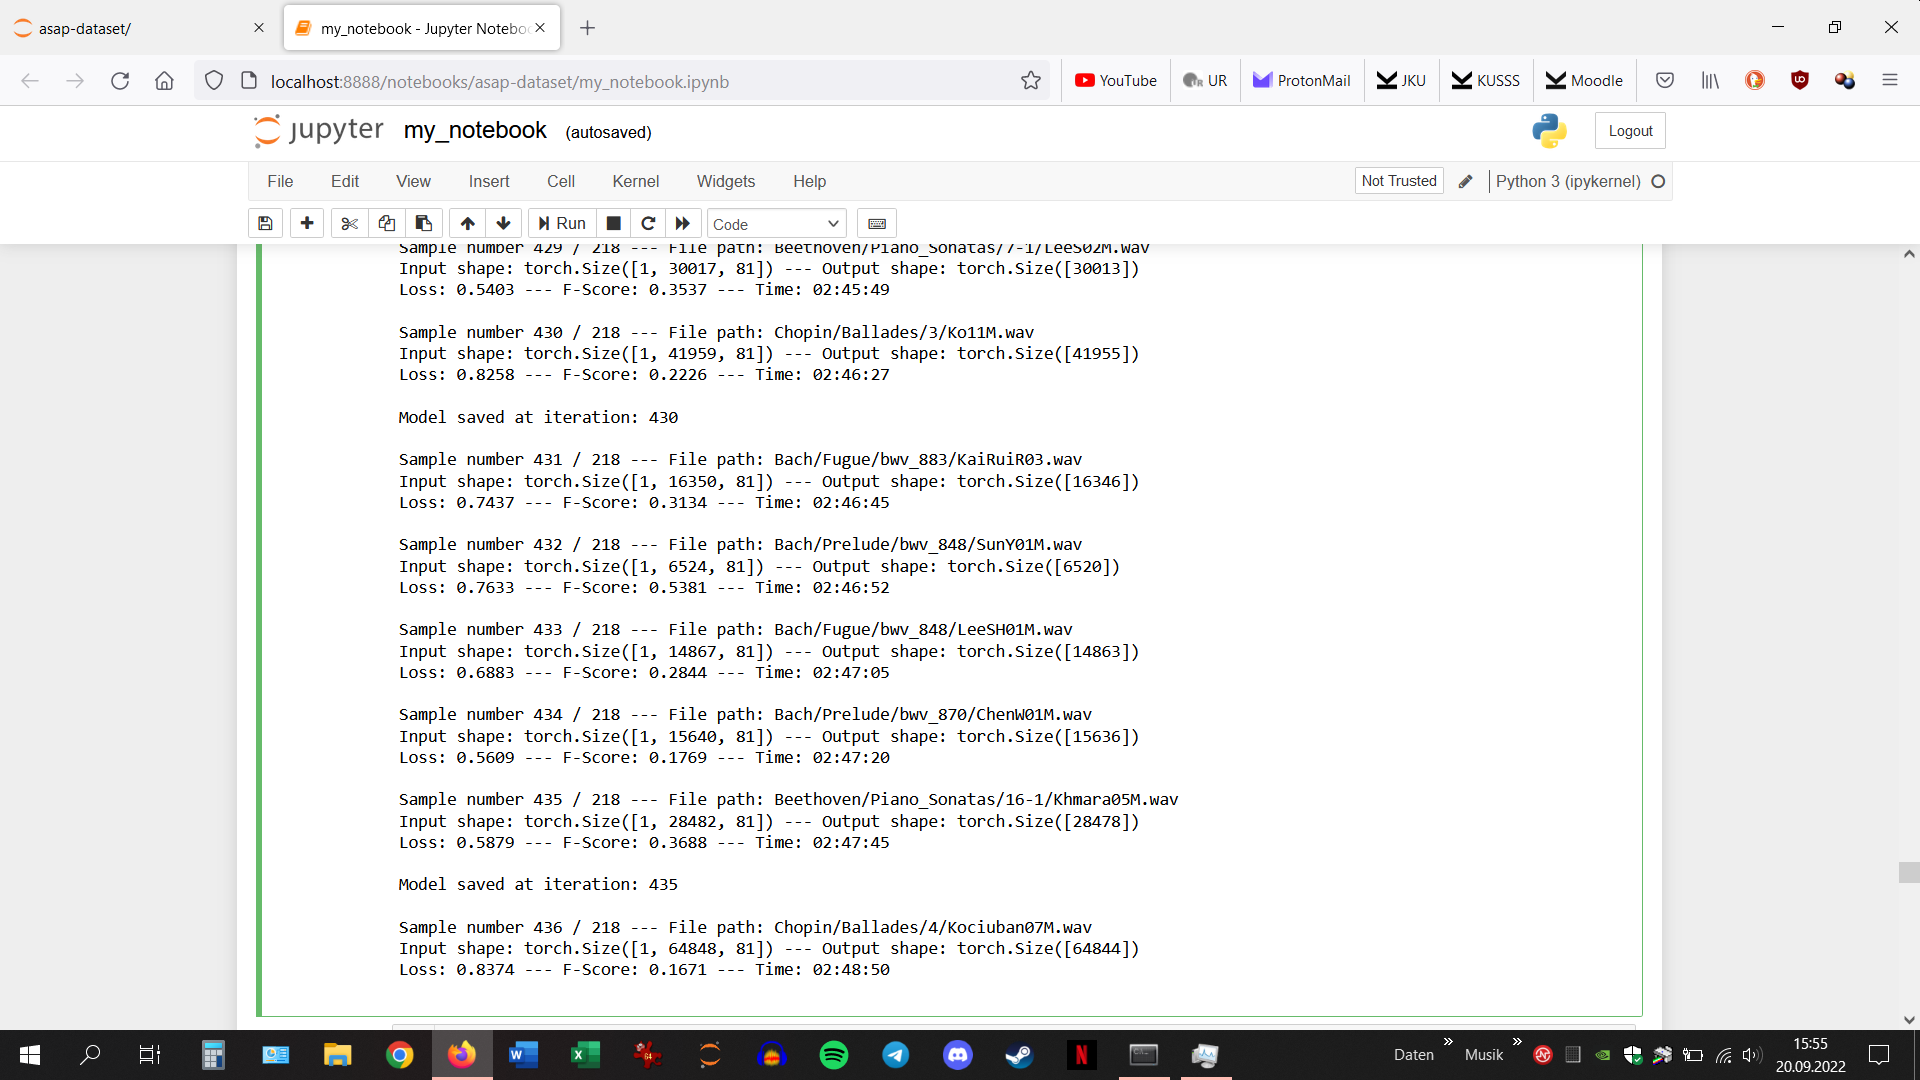 asap-dataset/
my_notebook - Jupyter Notebo
localhost:8888/notebooks/asap-dataset/my_notebook.ipynb
YouTube
UR
ProtonMail
JKU
KUSSS
Moodle
jupyter my_notebook (autosaved)
Logout
File Edit View Insert Cell Kernel Widgets Help
Not Trusted
Python 3 (ipykernel)
Run
Code
Sample number 429 / 218 --- File path: Beethoven/Piano_Sonatas/7-1/LeeS02M.wav
Input shape: torch.Size([1, 30017, 81]) --- Output shape: torch.Size([30013])
Loss: 0.5403 --- F-Score: 0.3537 --- Time: 02:45:49
Sample number 430 / 218 --- File path: Chopin/Ballades/3/Ko11M.wav
Input shape: torch.Size([1, 41959, 81]) --- Output shape: torch.Size([41955])
Loss: 0.8258 --- F-Score: 0.2226 --- Time: 02:46:27
Model saved at iteration: 430
Sample number 431 / 218 --- File path: Bach/Fugue/bwv_883/KaiRuiR03.wav
Input shape: torch.Size([1, 16350, 81]) --- Output shape: torch.Size([16346])
Loss: 0.7437 --- F-Score: 0.3134 --- Time: 02:46:45
Sample number 432 / 218 --- File path: Bach/Prelude/bwv_848/SunY01M.wav
Input shape: torch.Size([1, 6524, 81]) --- Output shape: torch.Size([6520])
Loss: 0.7633 --- F-Score: 0.5381 --- Time: 02:46:52
Sample number 433 / 218 --- File path: Bach/Fugue/bwv_848/LeeSH01M.wav
Input shape: torch.Size([1, 14867, 81]) --- Output shape: torch.Size([14863])
Loss: 0.6883 --- F-Score: 0.2844 --- Time: 02:47:05
Sample number 434 / 218 --- File path: Bach/Prelude/bwv_870/ChenW01M.wav
Input shape: torch.Size([1, 15640, 81]) --- Output shape: torch.Size([15636])
Loss: 0.5609 --- F-Score: 0.1769 --- Time: 02:47:20
Sample number 435 / 218 --- File path: Beethoven/Piano_Sonatas/16-1/Khmara05M.wav
Input shape: torch.Size([1, 28482, 81]) --- Output shape: torch.Size([28478])
Loss: 0.5879 --- F-Score: 0.3688 --- Time: 02:47:45
Model saved at iteration: 435
Sample number 436 / 218 --- File path: Chopin/Ballades/4/Kociuban07M.wav
Input shape: torch.Size([1, 64848, 81]) --- Output shape: torch.Size([64844])
Loss: 0.8374 --- F-Score: 0.1671 --- Time: 02:48:50
Daten
Musik
15:55
20.09.2022